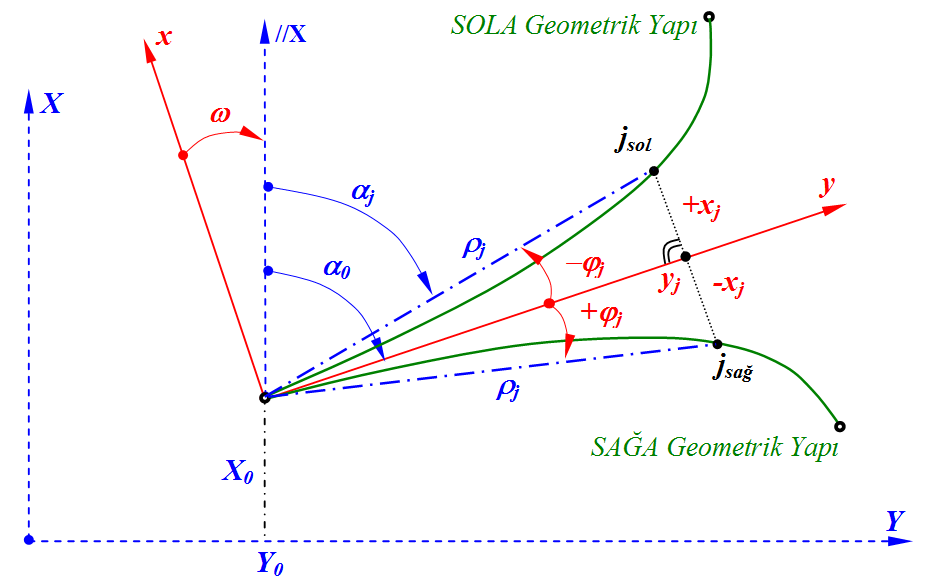 SOLA Geometrik Yapı
x
//X
X
ω
j_sol
α_j
y
+x_j
ρ_j
α_0
−φ_j
y_j
-x_j
+φ_j
j_sağ
ρ_j
SAĞA Geometrik Yapı
X_0
Y
Y_0